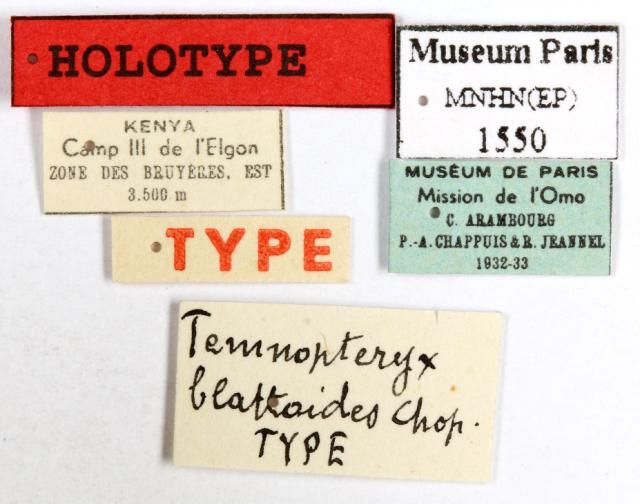 HOLOTYPE
Museum Paris
MNHN(EP)
1550
KENYA
Camp III de l'Elgon
ZONE DES BRUYÈRES, EST
3.500 m
MUSÉUM DE PARIS
Mission de l'Omo
C. ARAMBOURG
P.-A. CHAPPUIS & R. JEANNEL
1932-33
TYPE
Temnopteryx
blattoides Chop.
TYPE